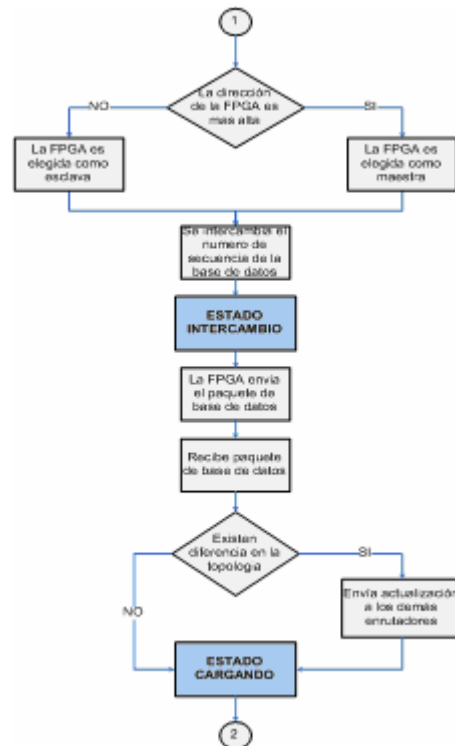 1
La dirección
de la FPGA es
mas alta
NO
SI
La FPGA es
elegida como
esclava
La FPGA es
elegida como
maestra
Se intercambia el
numero de
secuencia de la
base de datos
ESTADO
INTERCAMBIO
La FPGA envia
el paquete de
base de datos
Recibe paquete
de base de datos
Existan
diferencia en la
topologia
SI
NO
Envía actualización
a los demás
enrutadores
ESTADO
CARGANDO
2